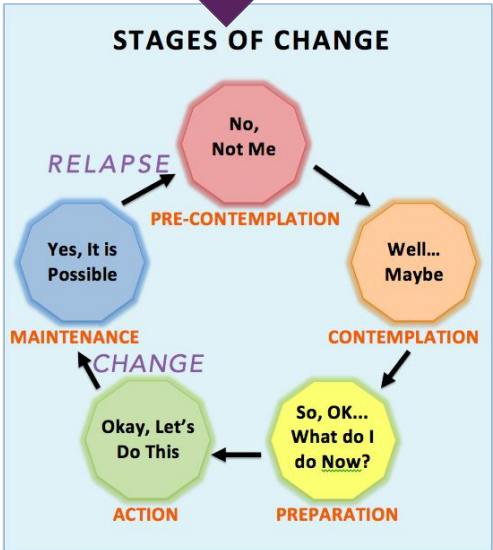 STAGES OF CHANGE
No,
Not Me
RELAPSE
PRE-CONTEMPLATION
Yes, It is
Possible
Well...
Maybe
MAINTENANCE
CONTEMPLATION
CHANGE
Okay, Let's
Do This
So, OK...
What do I
do Now?
ACTION
PREPARATION